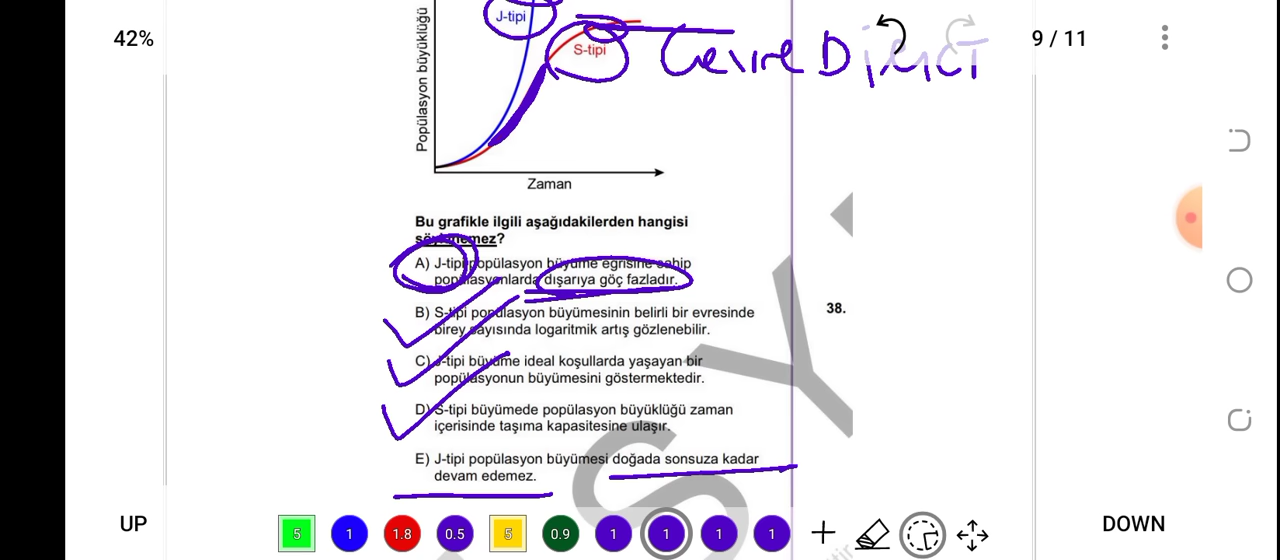 42%
9 / 11
J-tipi
S-tipi
Çevre Direnci
Popülasyon büyüklüğü
Zaman
Bu grafikle ilgili aşağıdakilerden hangisi
söylenemez?
A) J-tipi popülasyon büyüme eğrisine sahip
popülasyonlarda dışarıya göç fazladır.
B) S-tipi popülasyon büyümesinin belirli bir evresinde
birey sayısında logaritmik artış gözlenebilir.
C) J-tipi büyüme ideal koşullarda yaşayan bir
popülasyonun büyümesini göstermektedir.
D) S-tipi büyümede popülasyon büyüklüğü zaman
içerisinde taşıma kapasitesine ulaşır.
E) J-tipi popülasyon büyümesi doğada sonsuza kadar
devam edemez.
38.
S Y
UP
5 1 1.8 0.5 5 0.9 1 1 1 1
DOWN